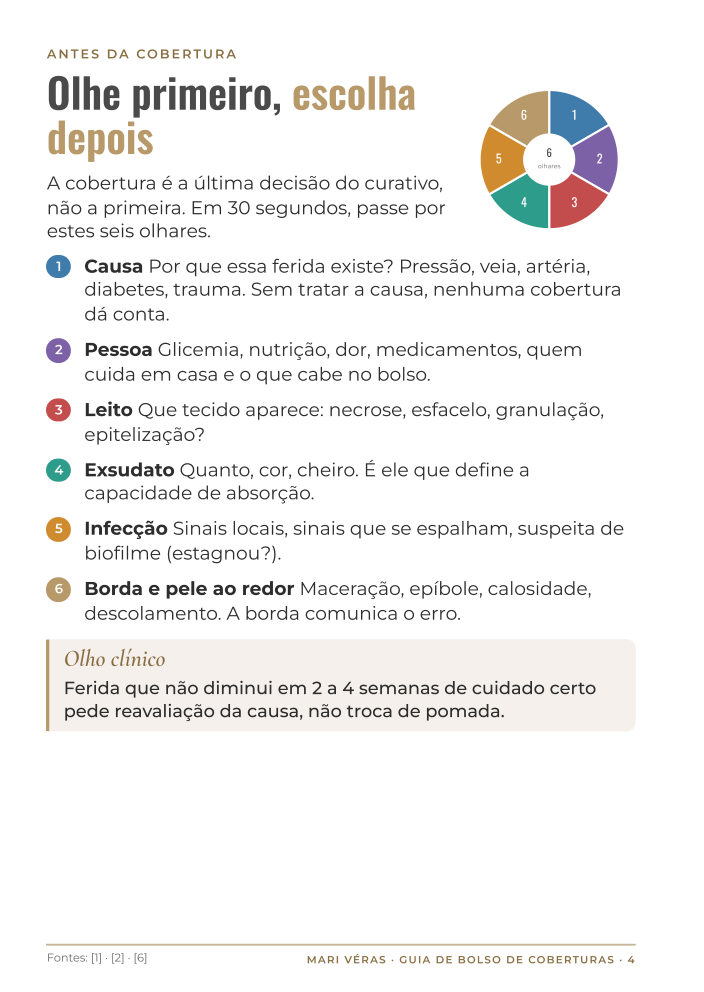 ANTES DA COBERTURA
Olhe primeiro, escolha
depois
A cobertura é a última decisão do curativo,
não a primeira. Em 30 segundos, passe por
estes seis olhares.
6
1
5
6
olhares
2
4
3
1 Causa Por que essa ferida existe? Pressão, veia, artéria,
diabetes, trauma. Sem tratar a causa, nenhuma cobertura
dá conta.
2 Pessoa Glicemia, nutrição, dor, medicamentos, quem
cuida em casa e o que cabe no bolso.
3 Leito Que tecido aparece: necrose, esfacelo, granulação,
epitelização?
4 Exsudato Quanto, cor, cheiro. É ele que define a
capacidade de absorção.
5 Infecção Sinais locais, sinais que se espalham, suspeita de
biofilme (estagnou?).
6 Borda e pele ao redor Maceração, epíbole, calosidade,
descolamento. A borda comunica o erro.
Olho clínico
Ferida que não diminui em 2 a 4 semanas de cuidado certo
pede reavaliação da causa, não troca de pomada.
Fontes: [1] · [2] · [6]
MARI VÉRAS · GUIA DE BOLSO DE COBERTURAS · 4